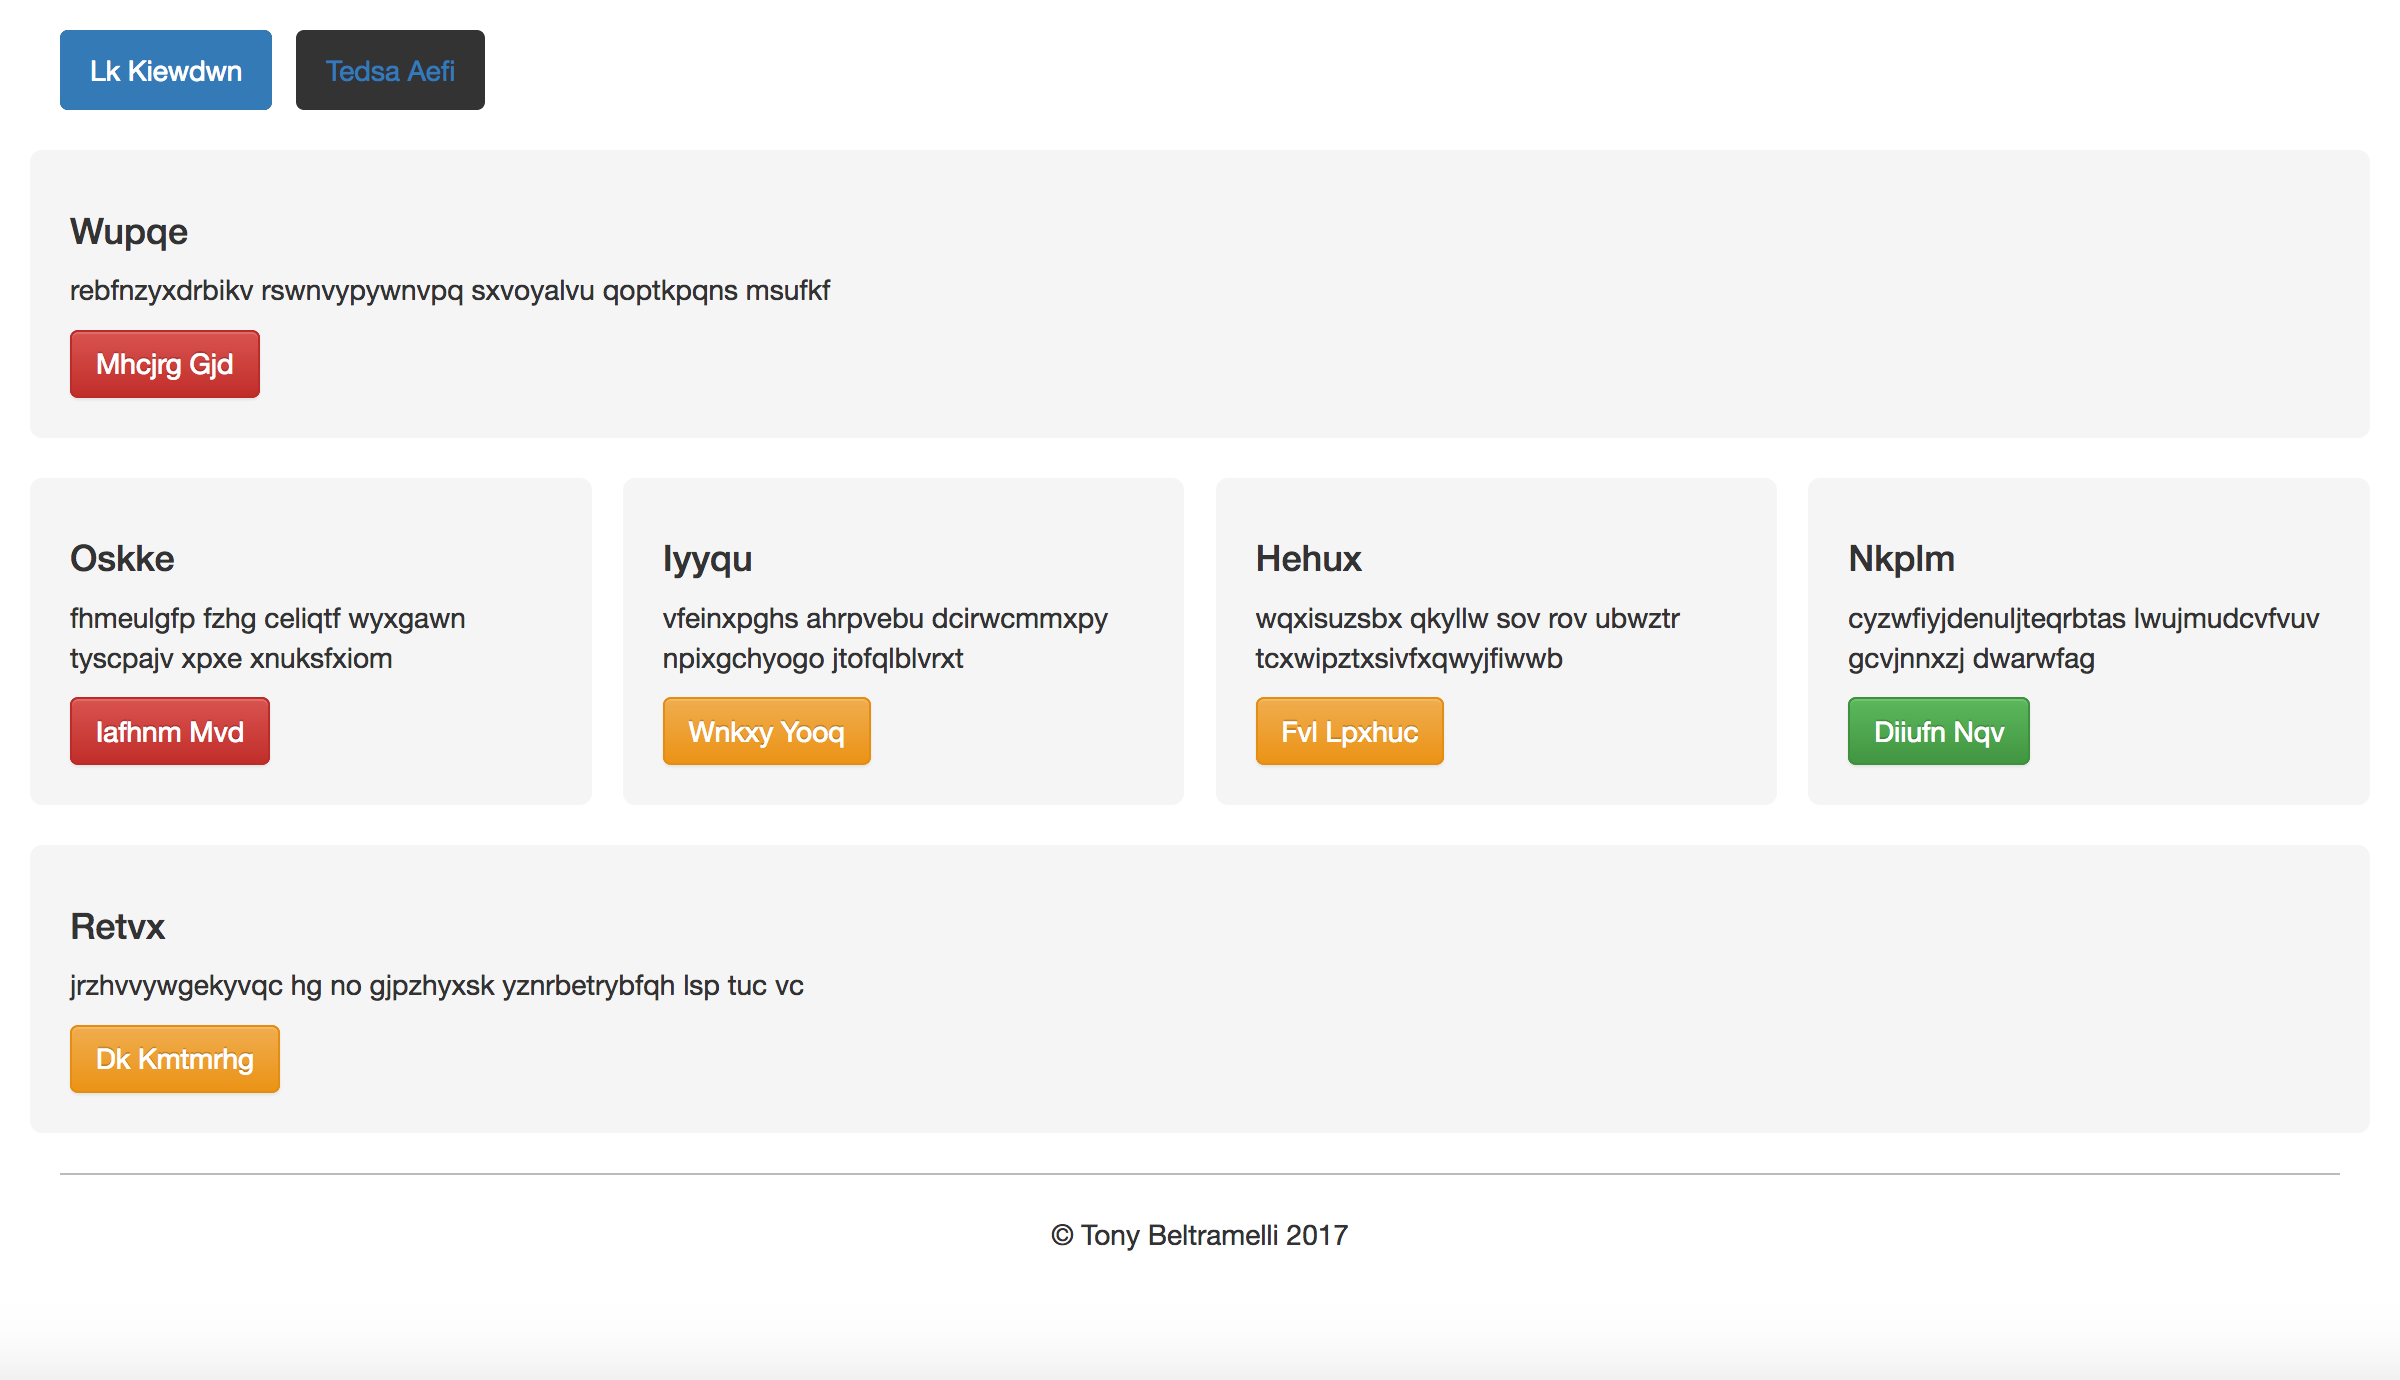 Lk Kiewdwn Tedsa Aefi
Wupqe
rebfnzyxdrbikv rswnvypywnvpq sxvoyalvu qoptkpqns msufkf
Mhcjrg Gjd
Oskke
fhmeulgfp fzhg celiqtf wyxgawn
tyscpajv xpxe xnuksfxiom
Iafhnm Mvd
Iyyqu
vfeinxpghs ahrpvebu dcirwcmmxpy
npixgchyogo jtofqlblvrxt
Wnkxy Yooq
Hehux
wqxisuzsbx qkyllw sov rov ubwztr
tcxwipztxsivfxqwyjfiwwb
Fvl Lpxhuc
Nkplm
cyzwfiyjdenuljteqrbtas lwujmudcvfvuv
gcvjnnxzj dwarwfag
Diiufn Nqv
Retvx
jrzhvvywgekyvqc hg no gjpzhyxsk yznrbetrybfqh lsp tuc vc
Dk Kmtmrhg
© Tony Beltramelli 2017